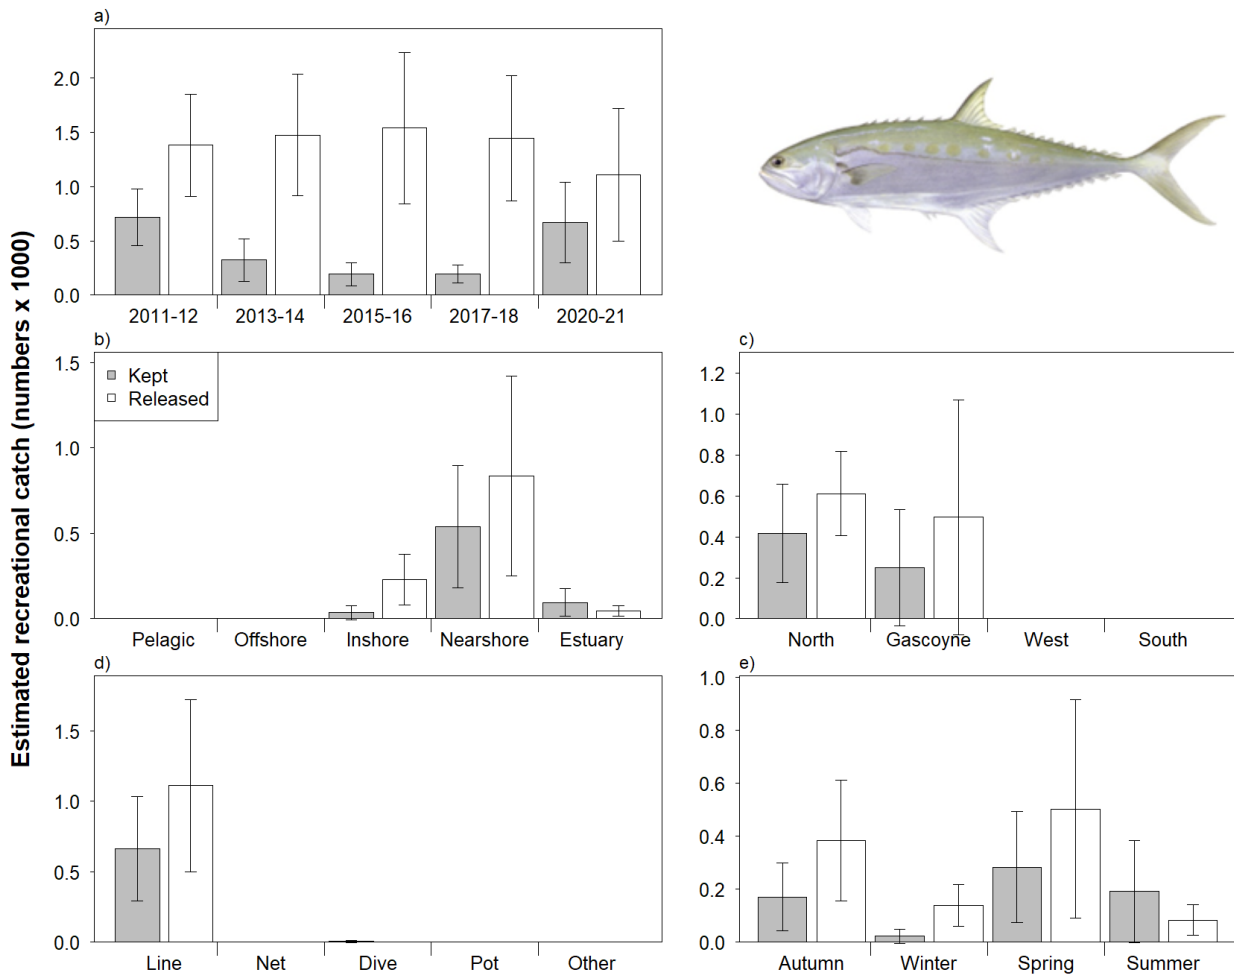 Estimated recreational catch (numbers x 1000)
a)
2.0
1.5
1.0
0.5
0.0
2011-12 2013-14 2015-16 2017-18 2020-21
b)
Kept
Released
1.5
1.0
0.5
0.0
Pelagic Offshore Inshore Nearshore Estuary
c)
1.2
1.0
0.8
0.6
0.4
0.2
0.0
North Gascoyne West South
d)
1.5
1.0
0.5
0.0
Line Net Dive Pot Other
e)
1.0
0.8
0.6
0.4
0.2
0.0
Autumn Winter Spring Summer